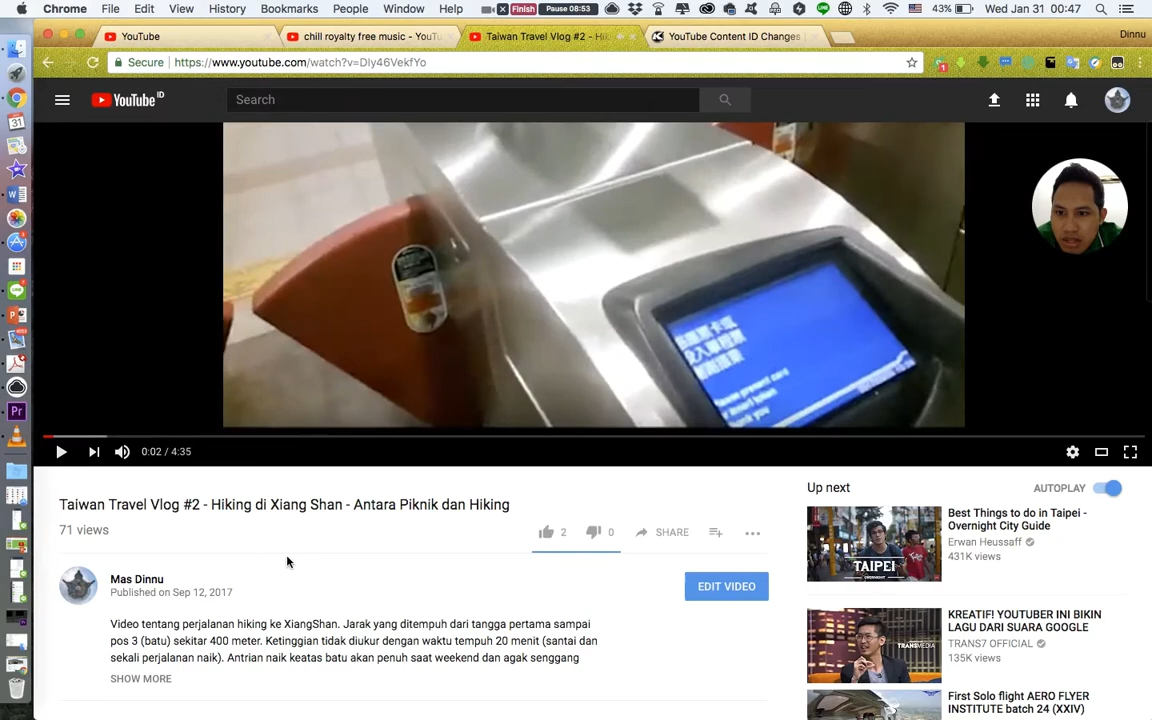 Chrome File Edit View History Bookmarks People Window Help Finish Pause 08:53 43% Wed Jan 31 00:47
YouTube
chill royalty free music - YouTu
Taiwan Travel Vlog #2 - Hik
YouTube Content ID Changes
Dinnu
Secure https://www.youtube.com/watch?v=Dly46VekfYo
YouTube ID
Search
Thank you
0:02 / 4:35
Taiwan Travel Vlog #2 - Hiking di Xiang Shan - Antara Piknik dan Hiking
71 views
2 0 SHARE
Mas Dinnu
Published on Sep 12, 2017
EDIT VIDEO
Video tentang perjalanan hiking ke XiangShan. Jarak yang ditempuh dari tangga pertama sampai
pos 3 (batu) sekitar 400 meter. Ketinggian tidak diukur dengan waktu tempuh 20 menit (santai dan
sekali perjalanan naik). Antrian naik keatas batu akan penuh saat weekend dan agak senggang
SHOW MORE
Up next
AUTOPLAY
Best Things to do in Taipei -
Overnight City Guide
Erwan Heussaff
431K views
TAIPEI
KREATIF! YOUTUBER INI BIKIN
LAGU DARI SUARA GOOGLE
TRANS7 OFFICIAL
135K views
TRANSMEDIA
First Solo flight AERO FLYER
INSTITUTE batch 24 (XXIV)